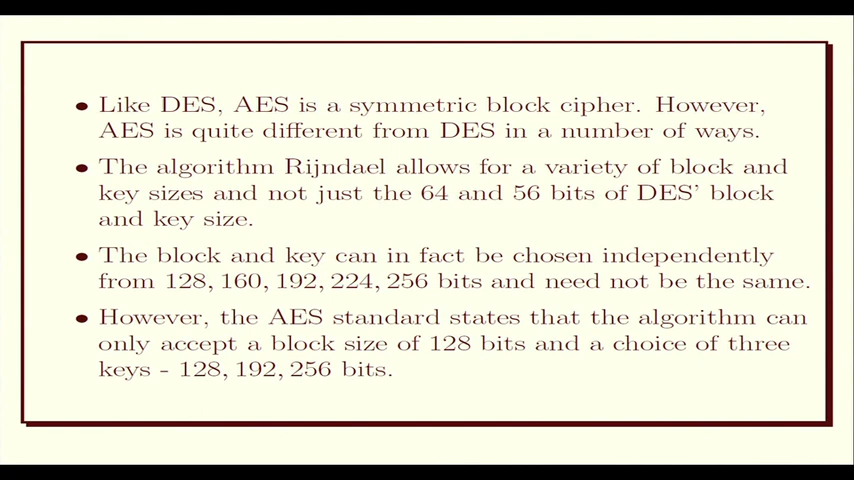 • Like DES, AES is a symmetric block cipher. However,
AES is quite different from DES in a number of ways.
• The algorithm Rijndael allows for a variety of block and
key sizes and not just the 64 and 56 bits of DES' block
and key size.
• The block and key can in fact be chosen independently
from 128, 160, 192, 224, 256 bits and need not be the same.
• However, the AES standard states that the algorithm can
only accept a block size of 128 bits and a choice of three
keys - 128, 192, 256 bits.